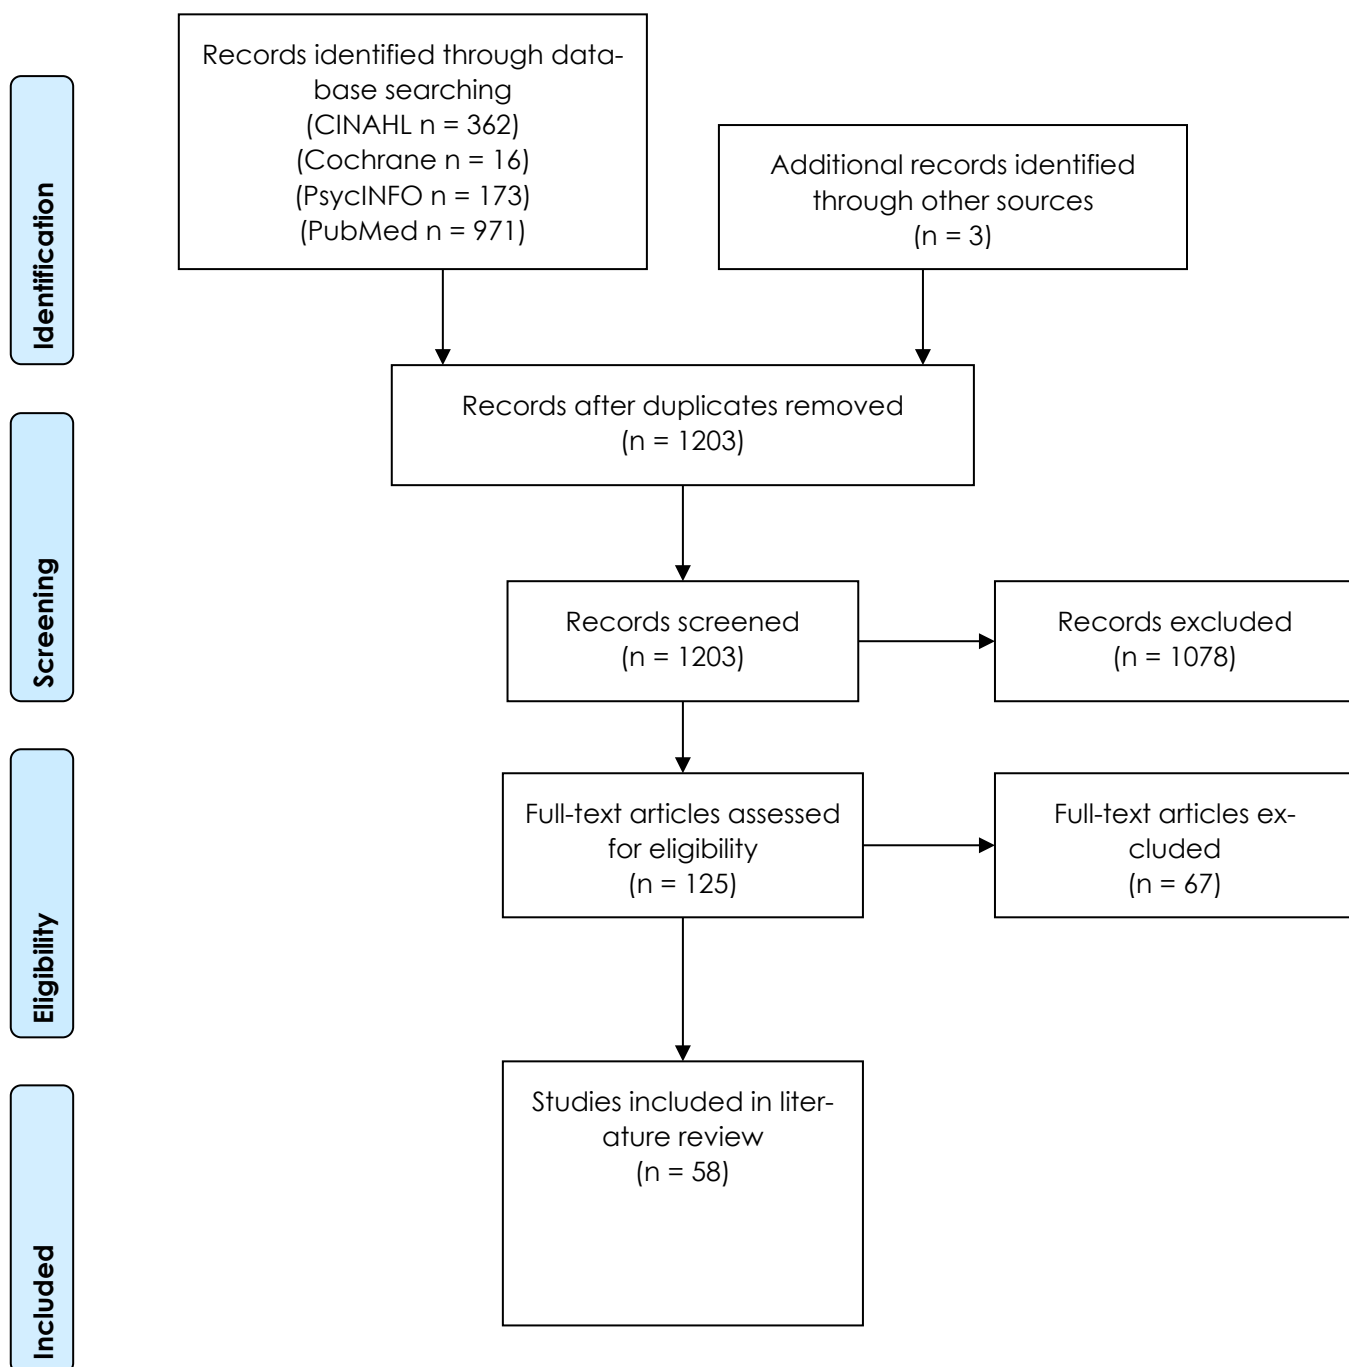 Identification
Records identified through data-
base searching
(CINAHL n = 362)
(Cochrane n = 16)
(PsycINFO n = 173)
(PubMed n = 971)
Additional records identified
through other sources
(n = 3)
Records after duplicates removed
(n = 1203)
Screening
Records screened
(n = 1203)
Records excluded
(n = 1078)
Eligibility
Full-text articles assessed
for eligibility
(n = 125)
Full-text articles ex-
cluded
(n = 67)
Included
Studies included in liter-
ature review
(n = 58)